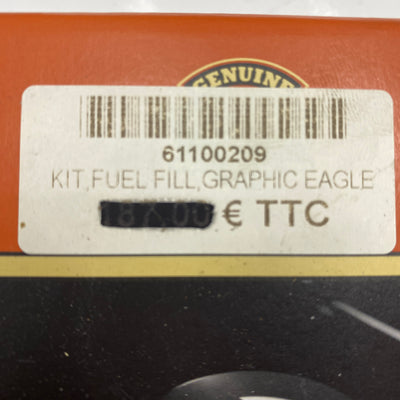 GENUINE
61100209
KIT,FUEL FILL,GRAPHIC EAGLE
€ TTC